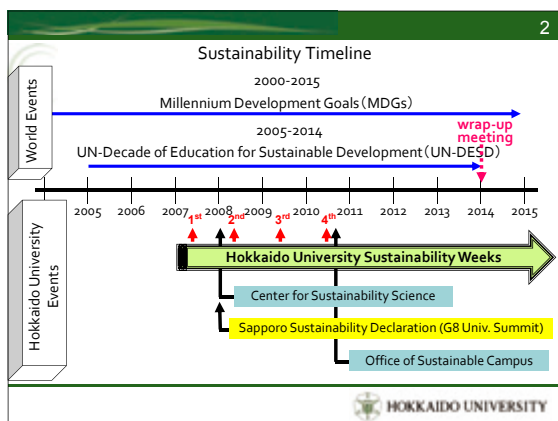 2
Sustainability Timeline
2000-2015
Millennium Development Goals (MDGs)
World Events
wrap-up
meeting
2005-2014
UN-Decade of Education for Sustainable Development (UN-DESD)
2005 2006 2007 2008 2009 2010 2011 2012 2013 2014 2015
1st 2nd 3rd 4th
Hokkaido University
Events
Hokkaido University Sustainability Weeks
Center for Sustainability Science
Sapporo Sustainability Declaration (G8 Univ. Summit)
Office of Sustainable Campus
HOKKAIDO UNIVERSITY